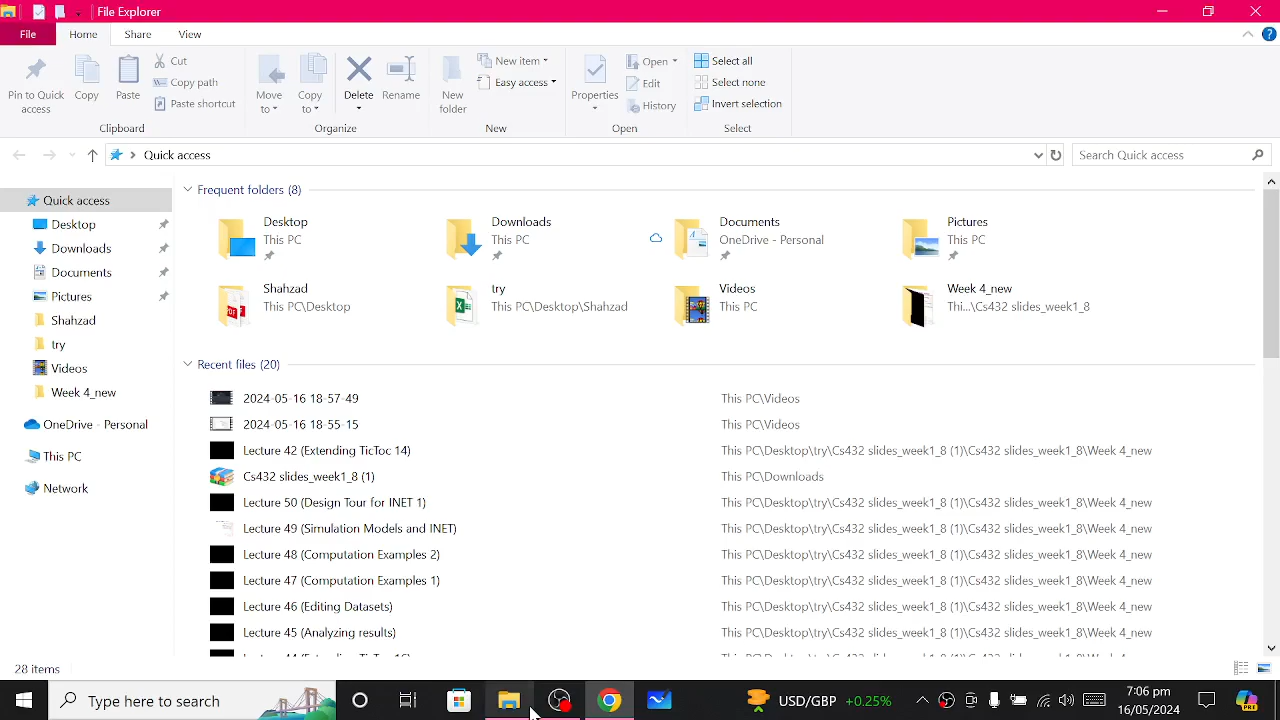 File Explorer
File
Home
Share
View
Pin to Quick access
Copy
Paste
Cut
Copy path
Paste shortcut
Clipboard
Move to
Copy to
Delete
Rename
Organize
New folder
New item
Easy access
New
Properties
Open
Edit
History
Open
Select all
Select none
Invert selection
Select
Quick access
Search Quick access
Quick access
Desktop
Downloads
Documents
Pictures
Shahzad
try
Videos
Week 4_new
OneDrive - Personal
This PC
Network
Frequent folders (8)
Desktop
This PC
Downloads
This PC
Documents
OneDrive - Personal
Pictures
This PC
Shahzad
This PC\Desktop
try
This PC\Desktop\Shahzad
Videos
This PC
Week 4_new
Thi...\Cs432 slides_week1_8
Recent files (20)
2024-05-16 18-57-49 This PC\Videos
2024-05-16 18-55-15 This PC\Videos
Lecture 42 (Extending TicToc 14) This PC\Desktop\try\Cs432 slides_week1_8 (1)\Cs432 slides_week1_8\Week 4_new
Cs432 slides_week1_8 (1) This PC\Downloads
Lecture 50 (Design Tour for INET 1) This PC\Desktop\try\Cs432 slides_week1_8 (1)\Cs432 slides_week1_8\Week 4_new
Lecture 49 (Simulation Models and INET) This PC\Desktop\try\Cs432 slides_week1_8 (1)\Cs432 slides_week1_8\Week 4_new
Lecture 48 (Computation Examples 2) This PC\Desktop\try\Cs432 slides_week1_8 (1)\Cs432 slides_week1_8\Week 4_new
Lecture 47 (Computation Examples 1) This PC\Desktop\try\Cs432 slides_week1_8 (1)\Cs432 slides_week1_8\Week 4_new
Lecture 46 (Editing Datasets) This PC\Desktop\try\Cs432 slides_week1_8 (1)\Cs432 slides_week1_8\Week 4_new
Lecture 45 (Analyzing results) This PC\Desktop\try\Cs432 slides_week1_8 (1)\Cs432 slides_week1_8\Week 4_new
28 items
Type here to search
USD/GBP +0.25%
7:06 pm
16/05/2024